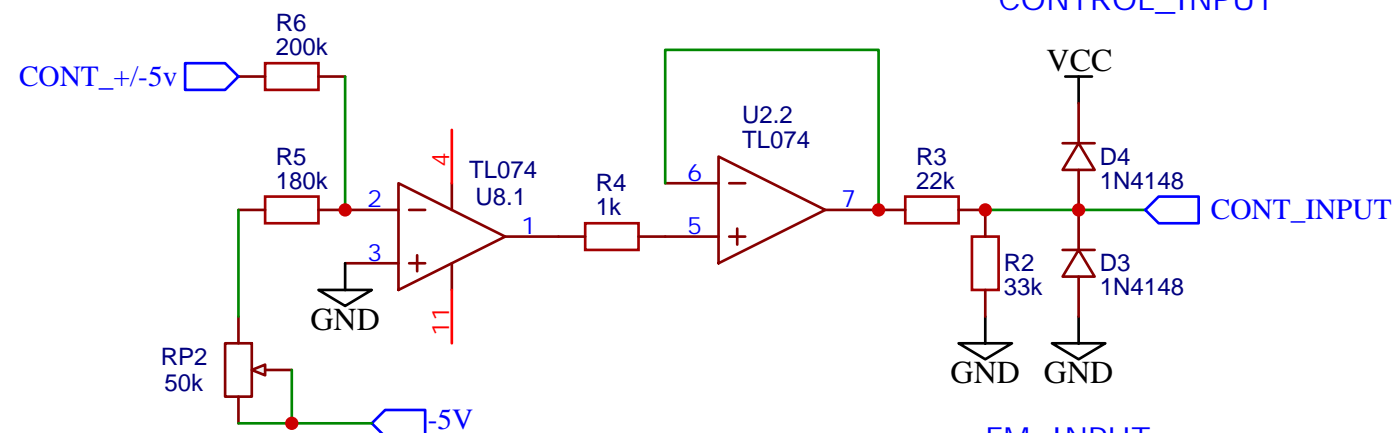 CONTROL_INPUT
R6
200k
CONT_+/-5v
VCC
U2.2
TL074
4
TL074
U8.1
R5
180k
2
3
1
R4
1k
6
5
7
R3
22k
D4
1N4148
CONT_INPUT
R2
33k
D3
1N4148
GND
11
GND
GND
RP2
50k
-5V
FM_INPUT